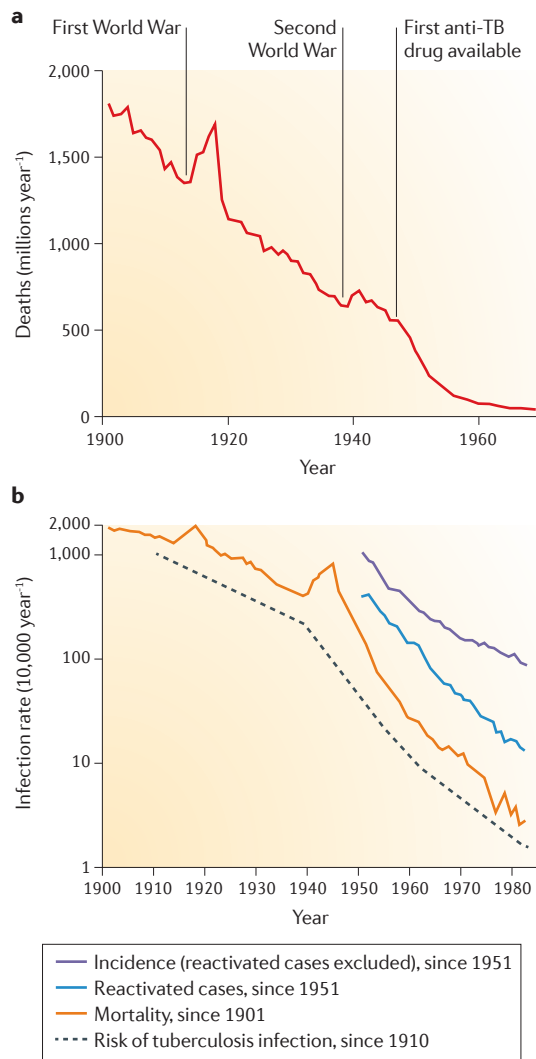 a
First World War
Second
World War
First anti-TB
drug available
Deaths (millions year⁻¹)
2,000
1,500
1,000
500
0
1900 1920 1940 1960
Year
b
Infection rate (10,000 year⁻¹)
2,000
1,000
100
10
1
1900 1910 1920 1930 1940 1950 1960 1970 1980
Year
Incidence (reactivated cases excluded), since 1951
Reactivated cases, since 1951
Mortality, since 1901
Risk of tuberculosis infection, since 1910